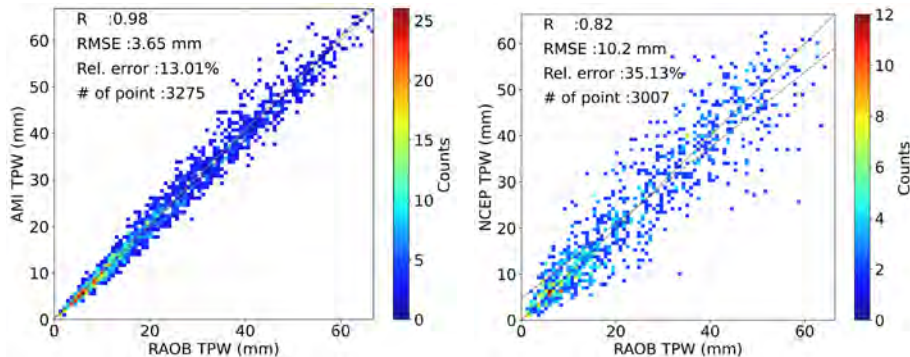 R :0.98
RMSE :3.65 mm
Rel. error :13.01%
# of point :3275
AMI TPW (mm)
60
50
40
30
20
10
0
0 20 40 60
RAOB TPW (mm)
25
20
15
10
5
0
Counts
R :0.82
RMSE :10.2 mm
Rel. error :35.13%
# of point :3007
NCEP TPW (mm)
60
50
40
30
20
10
0
0 20 40 60
RAOB TPW (mm)
12
10
8
6
4
2
0
Counts